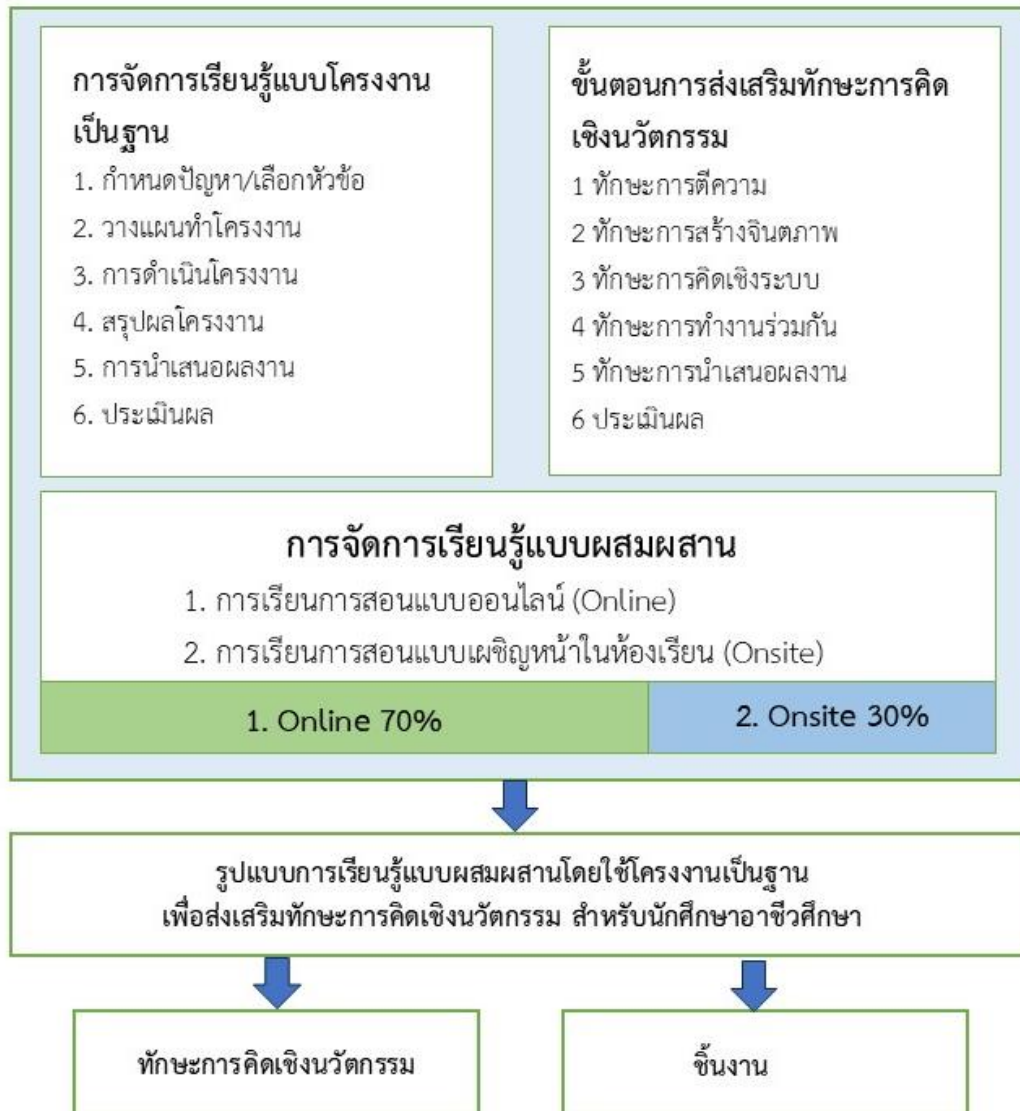 การจัดการเรียนรู้แบบโครงงาน
เป็นฐาน
1. กำหนดปัญหา/เลือกหัวข้อ
2. วางแผนทำโครงงาน
3. การดำเนินโครงงาน
4. สรุปผลโครงงาน
5. การนำเสนอผลงาน
6. ประเมินผล
ขั้นตอนการส่งเสริมทักษะการคิด
เชิงนวัตกรรม
1 ทักษะการตีความ
2 ทักษะการสร้างจินตภาพ
3 ทักษะการคิดเชิงระบบ
4 ทักษะการทำงานร่วมกัน
5 ทักษะการนำเสนอผลงาน
6 ประเมินผล
การจัดการเรียนรู้แบบผสมผสาน
1. การเรียนการสอนแบบออนไลน์ (Online)
2. การเรียนการสอนแบบเผชิญหน้าในห้องเรียน (Onsite)
1. Online 70%
2. Onsite 30%
รูปแบบการเรียนรู้แบบผสมผสานโดยใช้โครงงานเป็นฐาน
เพื่อส่งเสริมทักษะการคิดเชิงนวัตกรรม สำหรับนักศึกษาอาชีวศึกษา
ทักษะการคิดเชิงนวัตกรรม
ชิ้นงาน